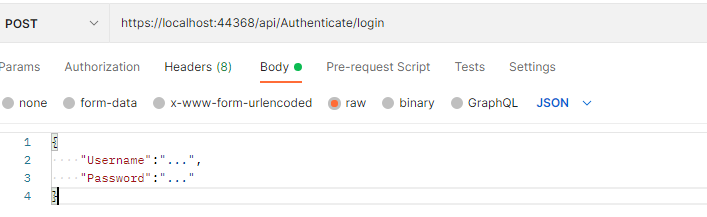 POST https://localhost:44368/api/Authenticate/login
Params Authorization Headers (8) Body Pre-request Script Tests Settings
none form-data x-www-form-urlencoded raw binary GraphQL JSON
1 {
2 "Username":"...",
3 "Password":"..."
4 }